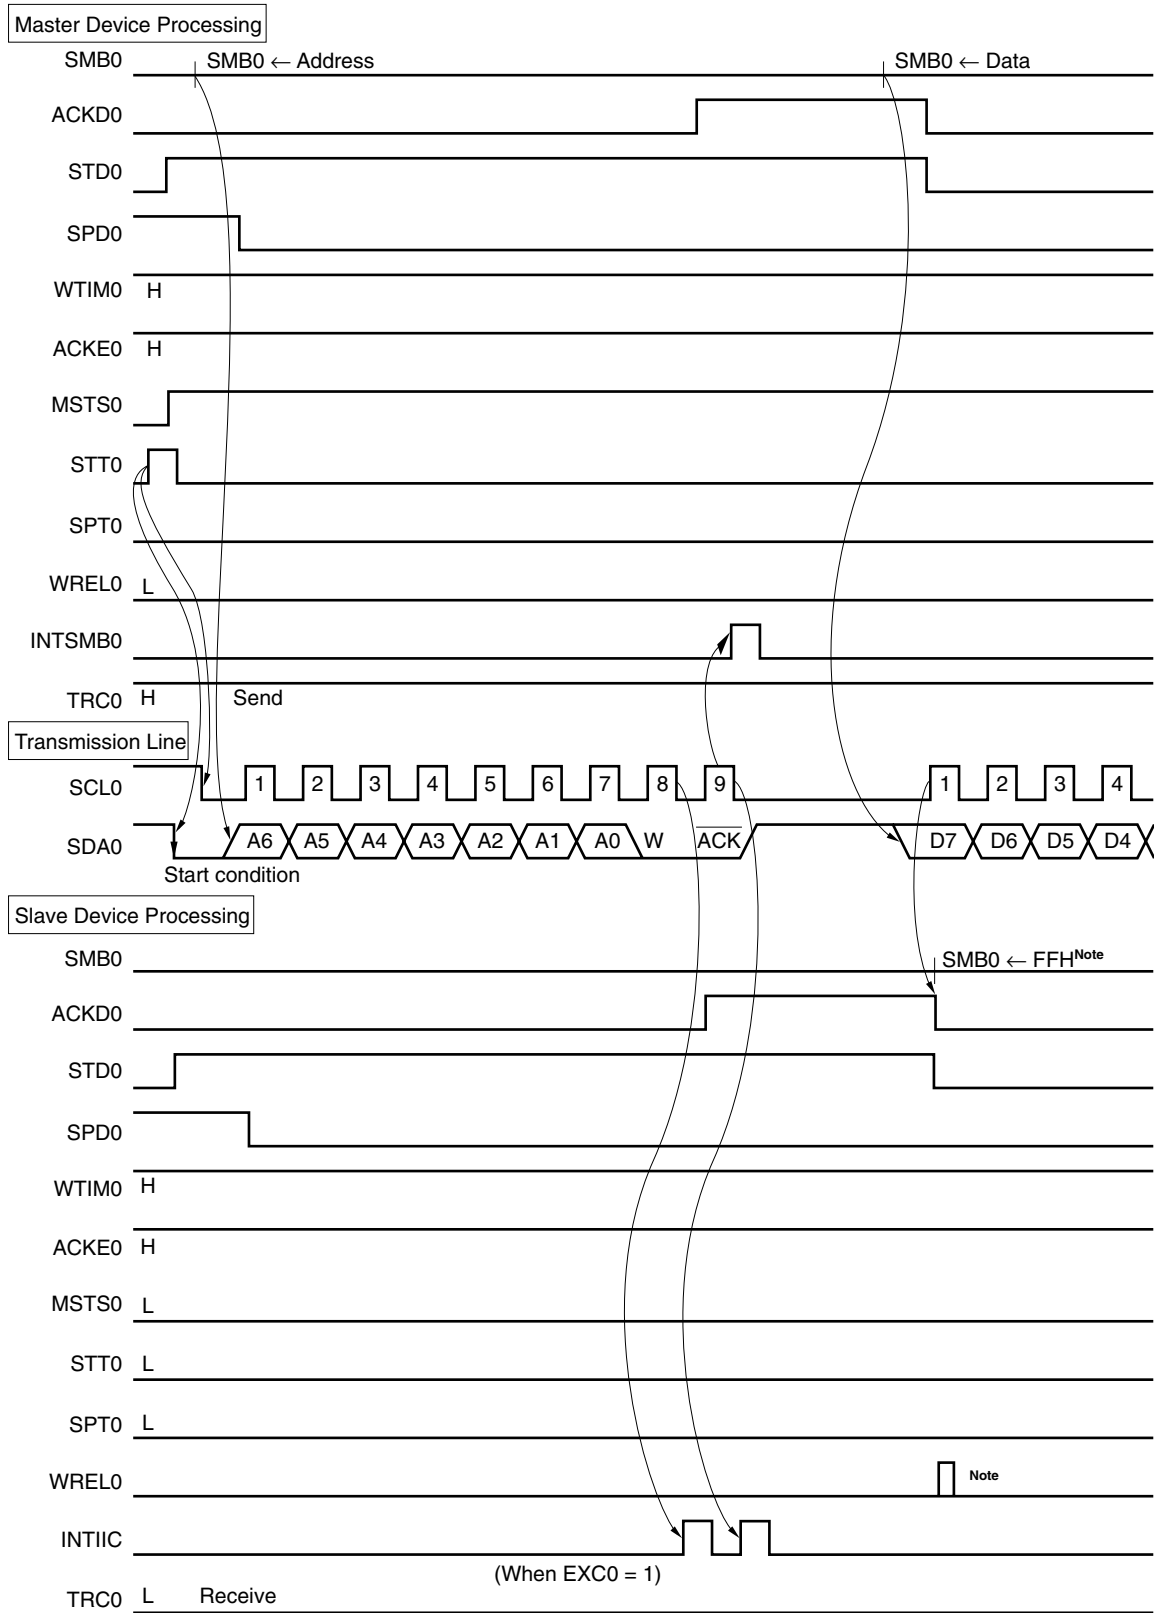 Master Device Processing
SMB0 SMB0 ← Address SMB0 ← Data
ACKD0
STD0
SPD0
WTIM0 H
ACKE0 H
MSTS0
STT0
SPT0
WREL0 L
INTSMB0
TRC0 H Send
Transmission Line
SCL0 1 2 3 4 5 6 7 8 9 1 2 3 4
SDA0 A6 A5 A4 A3 A2 A1 A0 W ACK D7 D6 D5 D4
Start condition
Slave Device Processing
SMB0 SMB0 ← FFH Note
ACKD0
STD0
SPD0
WTIM0 H
ACKE0 H
MSTS0 L
STT0 L
SPT0 L
WREL0 Note
INTIIC
(When EXC0 = 1)
TRC0 L Receive